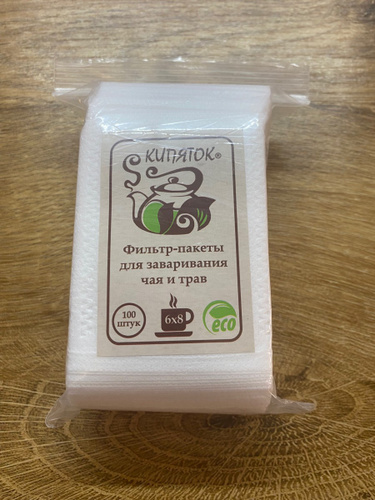 КИПЯТОК®
Фильтр-пакеты
для заваривания
чая и трав
100
штук
6x8
eco